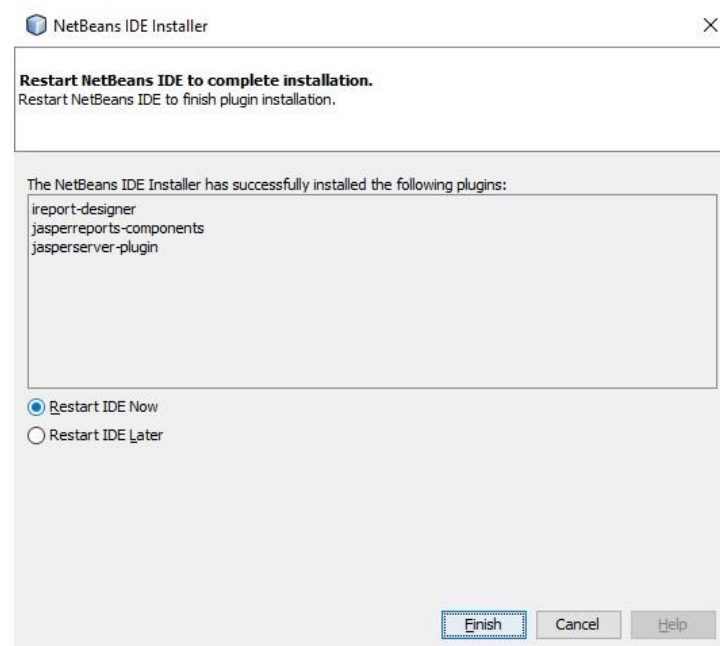 NetBeans IDE Installer
Restart NetBeans IDE to complete installation.
Restart NetBeans IDE to finish plugin installation.
The NetBeans IDE Installer has successfully installed the following plugins:
ireport-designer
jasperreports-components
jasperserver-plugin
Restart IDE Now
Restart IDE Later
Finish Cancel Help